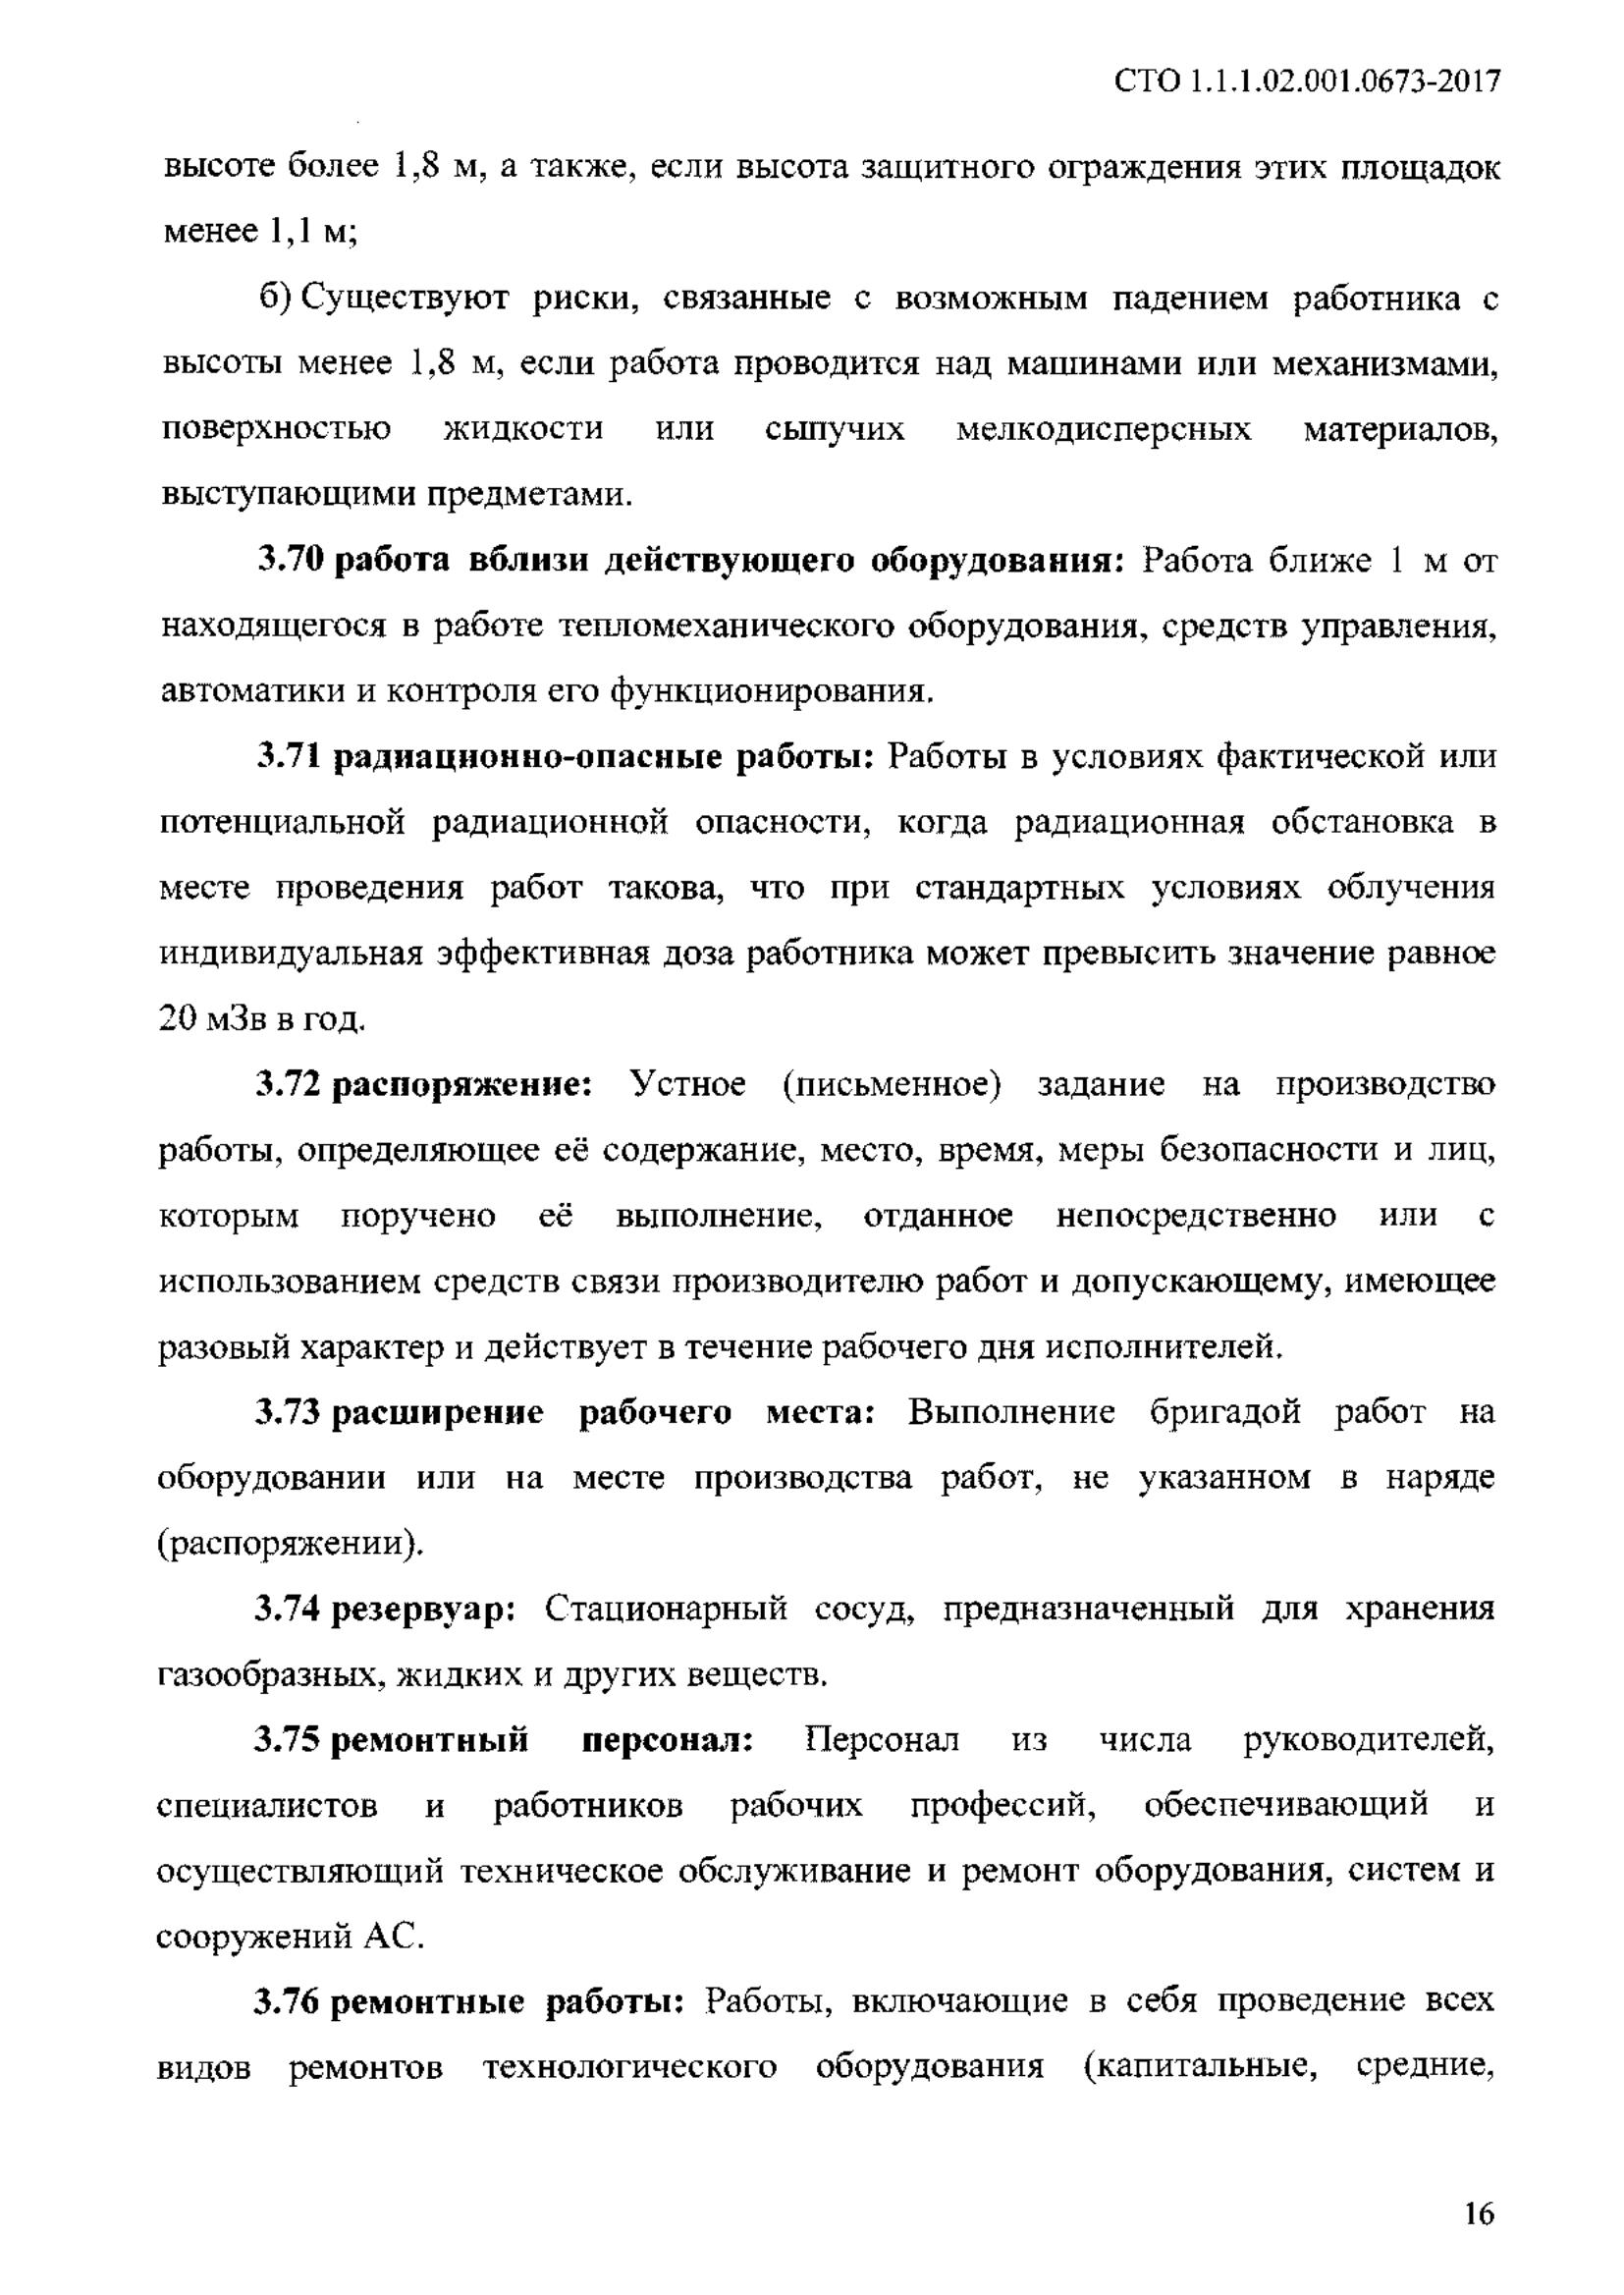 СТО 1.1.1.02.001.0673-2017
высоте более 1,8 м, а также, если высота защитного ограждения этих площадок
менее 1,1 м;
б) Существуют риски, связанные с возможным падением работника с
высоты менее 1,8 м, если работа проводится над машинами или механизмами,
поверхностью жидкости или сыпучих мелкодисперсных материалов,
выступающими предметами.
3.70 работа вблизи действующего оборудования: Работа ближе 1 м от
находящегося в работе тепломеханического оборудования, средств управления,
автоматики и контроля его функционирования.
3.71 радиационно-опасные работы: Работы в условиях фактической или
потенциальной радиационной опасности, когда радиационная обстановка в
месте проведения работ такова, что при стандартных условиях облучения
индивидуальная эффективная доза работника может превысить значение равное
20 мЗв в год.
3.72 распоряжение: Устное (письменное) задание на производство
работы, определяющее её содержание, место, время, меры безопасности и лиц,
которым поручено её выполнение, отданное непосредственно или с
использованием средств связи производителю работ и допускающему, имеющее
разовый характер и действует в течение рабочего дня исполнителей.
3.73 расширение рабочего места: Выполнение бригадой работ на
оборудовании или на месте производства работ, не указанном в наряде
(распоряжении).
3.74 резервуар: Стационарный сосуд, предназначенный для хранения
газообразных, жидких и других веществ.
3.75 ремонтный персонал: Персонал из числа руководителей,
специалистов и работников рабочих профессий, обеспечивающий и
осуществляющий техническое обслуживание и ремонт оборудования, систем и
сооружений АС.
3.76 ремонтные работы: Работы, включающие в себя проведение всех
видов ремонтов технологического оборудования (капитальные, средние,
16